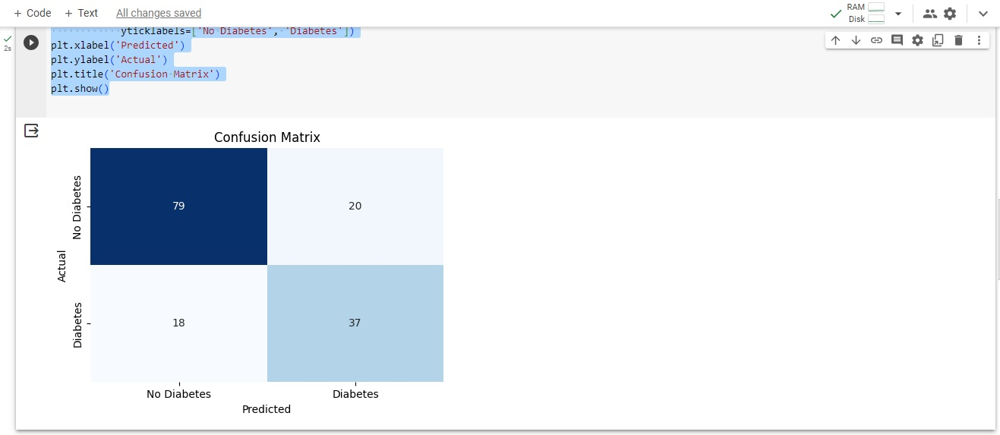 + Code + Text All changes saved
RAM
Disk
2s
yticklabels=['No Diabetes', 'Diabetes'])
plt.xlabel('Predicted')
plt.ylabel('Actual')
plt.title('Confusion Matrix')
plt.show()
Confusion Matrix
No Diabetes
79 20
Actual
Diabetes
18 37
No Diabetes Diabetes
Predicted